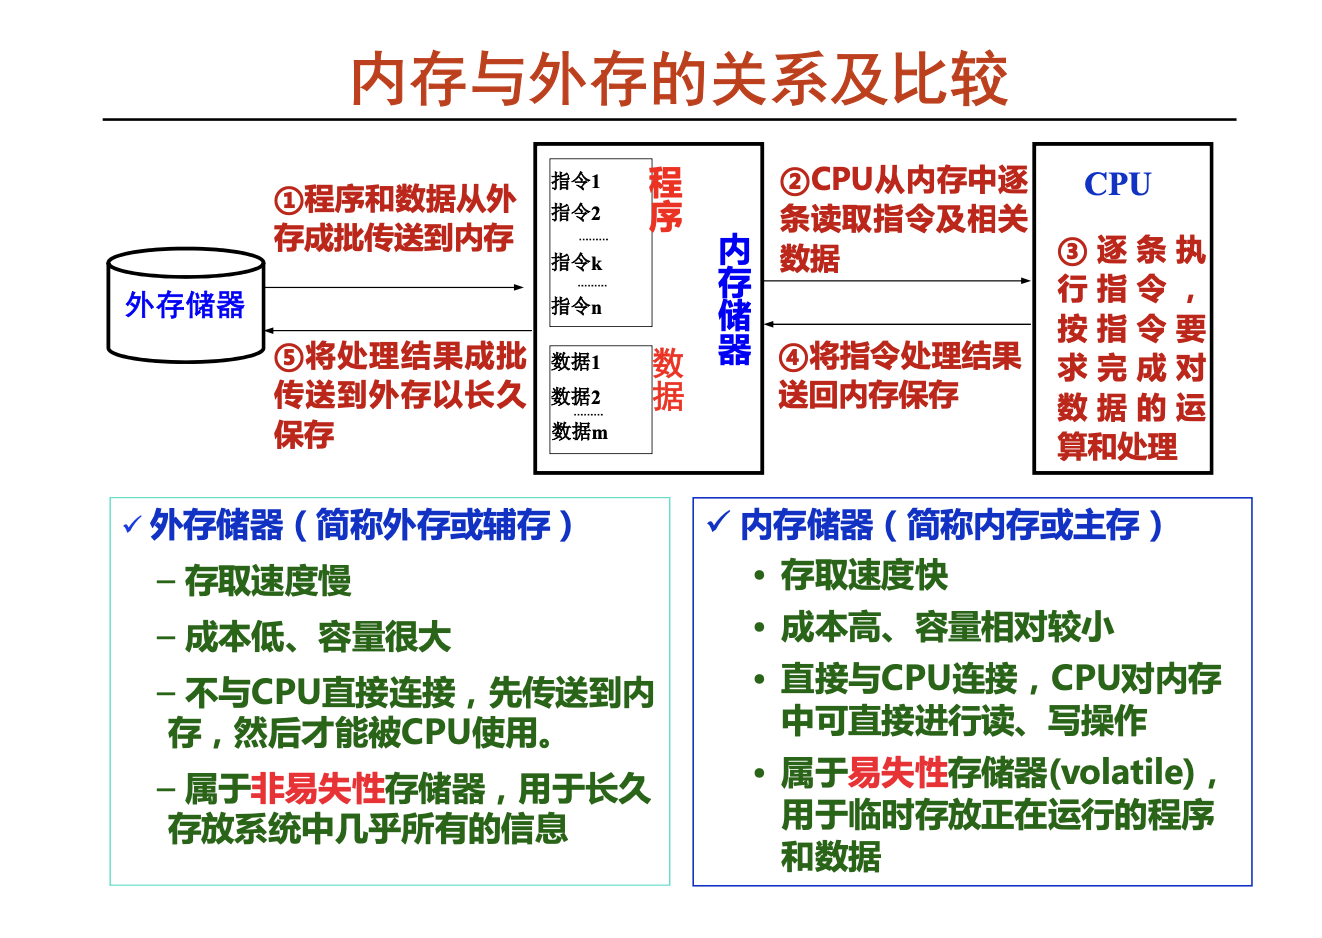 内存与外存的关系及比较
①程序和数据从外
存成批传送到内存
外存储器
⑤将处理结果成批
传送到外存以长久
保存
指令1
指令2
………
指令k
………
指令n
程序
数据1
数据2
………
数据m
数据
内存储器
②CPU从内存中逐
条读取指令及相关
数据
④将指令处理结果
送回内存保存
CPU
③逐条执
行指令，
按指令要
求完成对
数据的运
算和处理
✓ 外存储器（简称外存或辅存）
– 存取速度慢
– 成本低、容量很大
– 不与CPU直接连接，先传送到内
存，然后才能被CPU使用。
– 属于非易失性存储器，用于长久
存放系统中几乎所有的信息
✓ 内存储器（简称内存或主存）
• 存取速度快
• 成本高、容量相对较小
• 直接与CPU连接，CPU对内存
中可直接进行读、写操作
• 属于易失性存储器(volatile)，
用于临时存放正在运行的程序
和数据